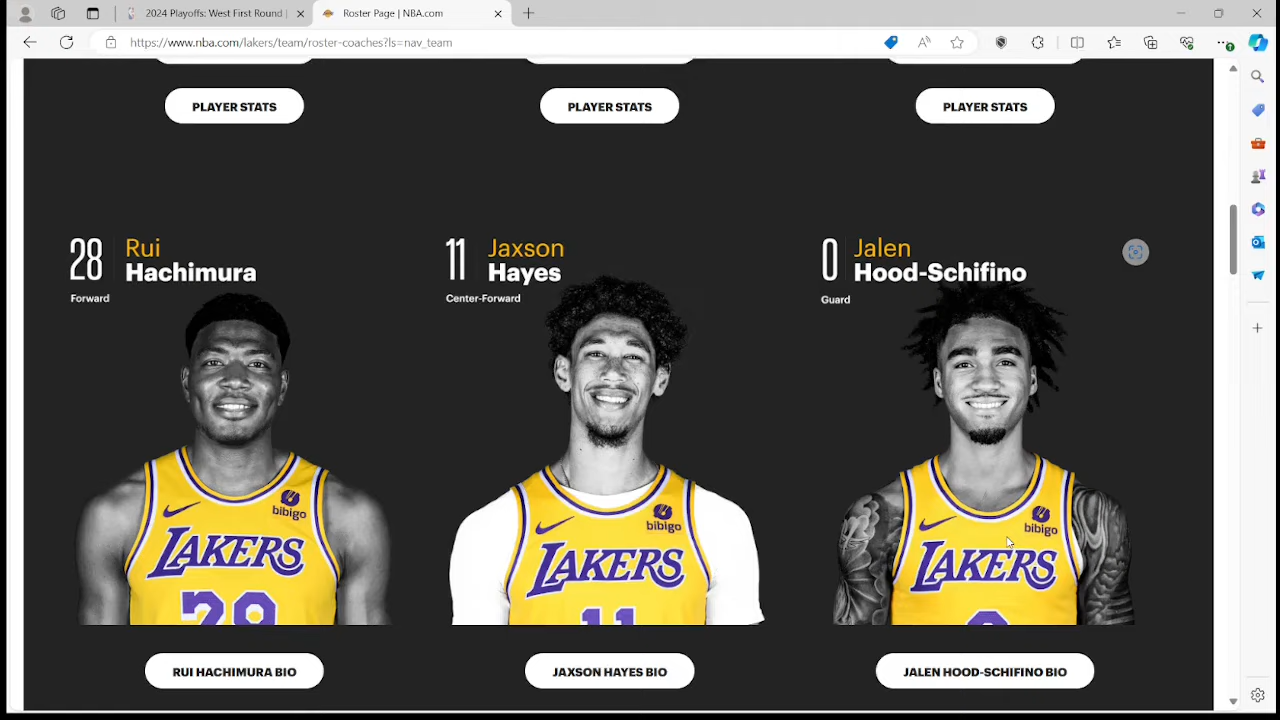 2024 Playoffs: West First Round |
Roster Page | NBA.com
https://www.nba.com/lakers/team/roster-coaches?ls=nav_team
PLAYER STATS
PLAYER STATS
PLAYER STATS
28
Rui
Hachimura
Forward
11
Jaxson
Hayes
Center-Forward
0
Jalen
Hood-Schifino
Guard
bibigo
LAKERS
28
bibigo
LAKERS
11
bibigo
LAKERS
RUI HACHIMURA BIO
JAXSON HAYES BIO
JALEN HOOD-SCHIFINO BIO